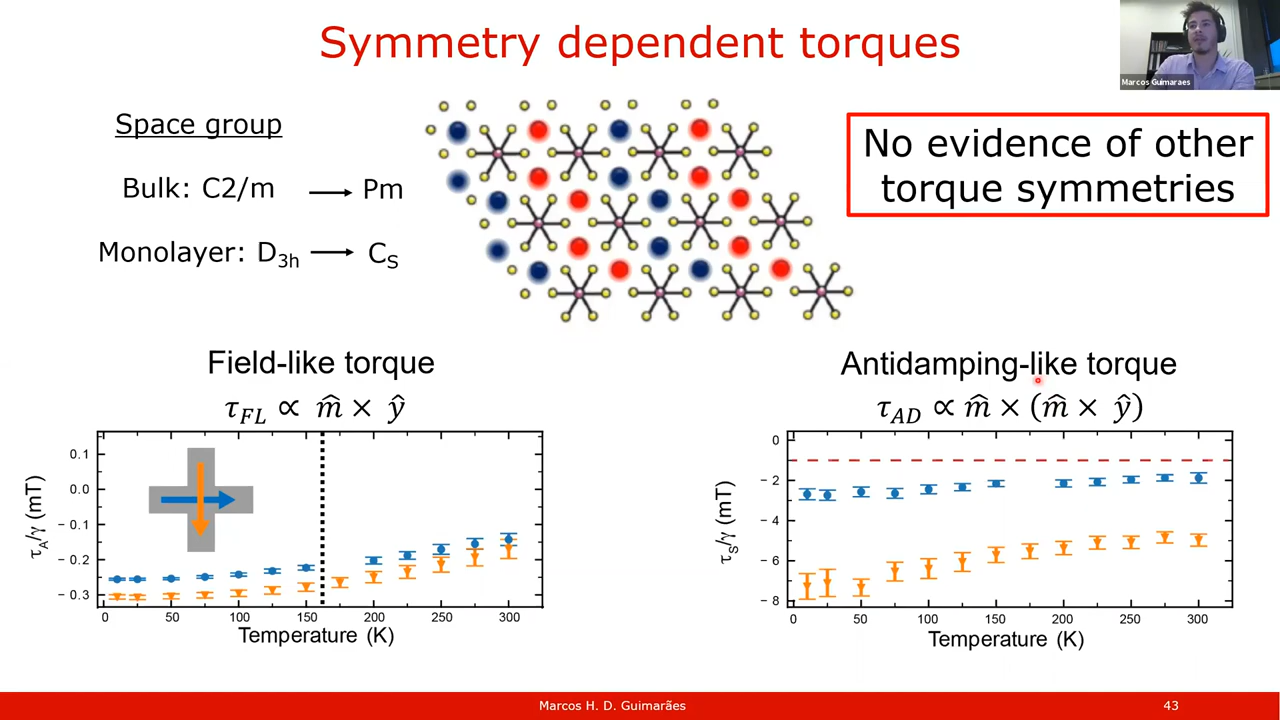 Symmetry dependent torques
Marcos Guimaraes
Space group
Bulk: C2/m → Pm
Monolayer: D₃ₕ → Cₛ
No evidence of other
torque symmetries
Field-like torque
τ_FL ∝ m̂ × ŷ
τ_A/γ (mT)
0.1
0.0
−0.1
−0.2
−0.3
0 50 100 150 200 250 300
Temperature (K)
Antidamping-like torque
τ_AD ∝ m̂ × (m̂ × ŷ)
τ_S/γ (mT)
0
−2
−4
−6
−8
0 50 100 150 200 250 300
Temperature (K)
Marcos H. D. Guimarães
43